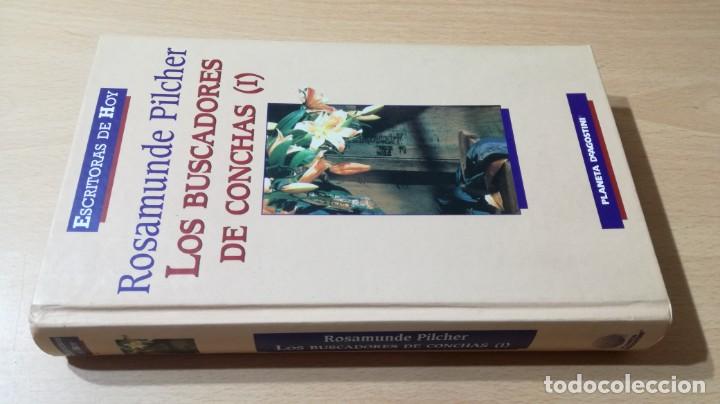 ESCRITORAS DE HOY
Rosamunde Pilcher
LOS BUSCADORES
DE CONCHAS (I)
PLANETA DEAGOSTINI
Rosamunde Pilcher
LOS BUSCADORES DE CONCHAS (I)
todocoleccion